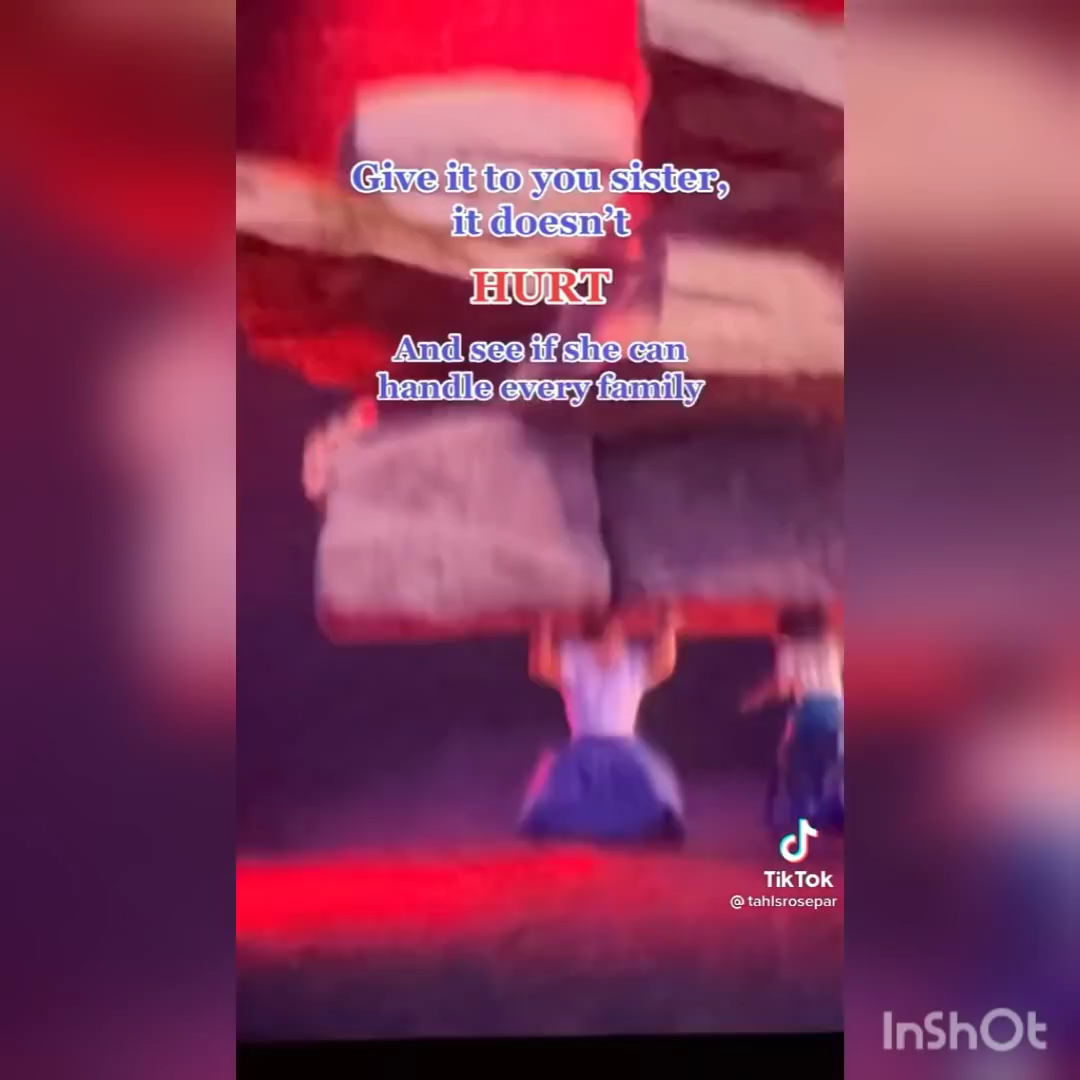 Give it to you sister,
it doesn't
HURT
And see if she can
handle every family
TikTok
@tahlsrosepar
InShOt